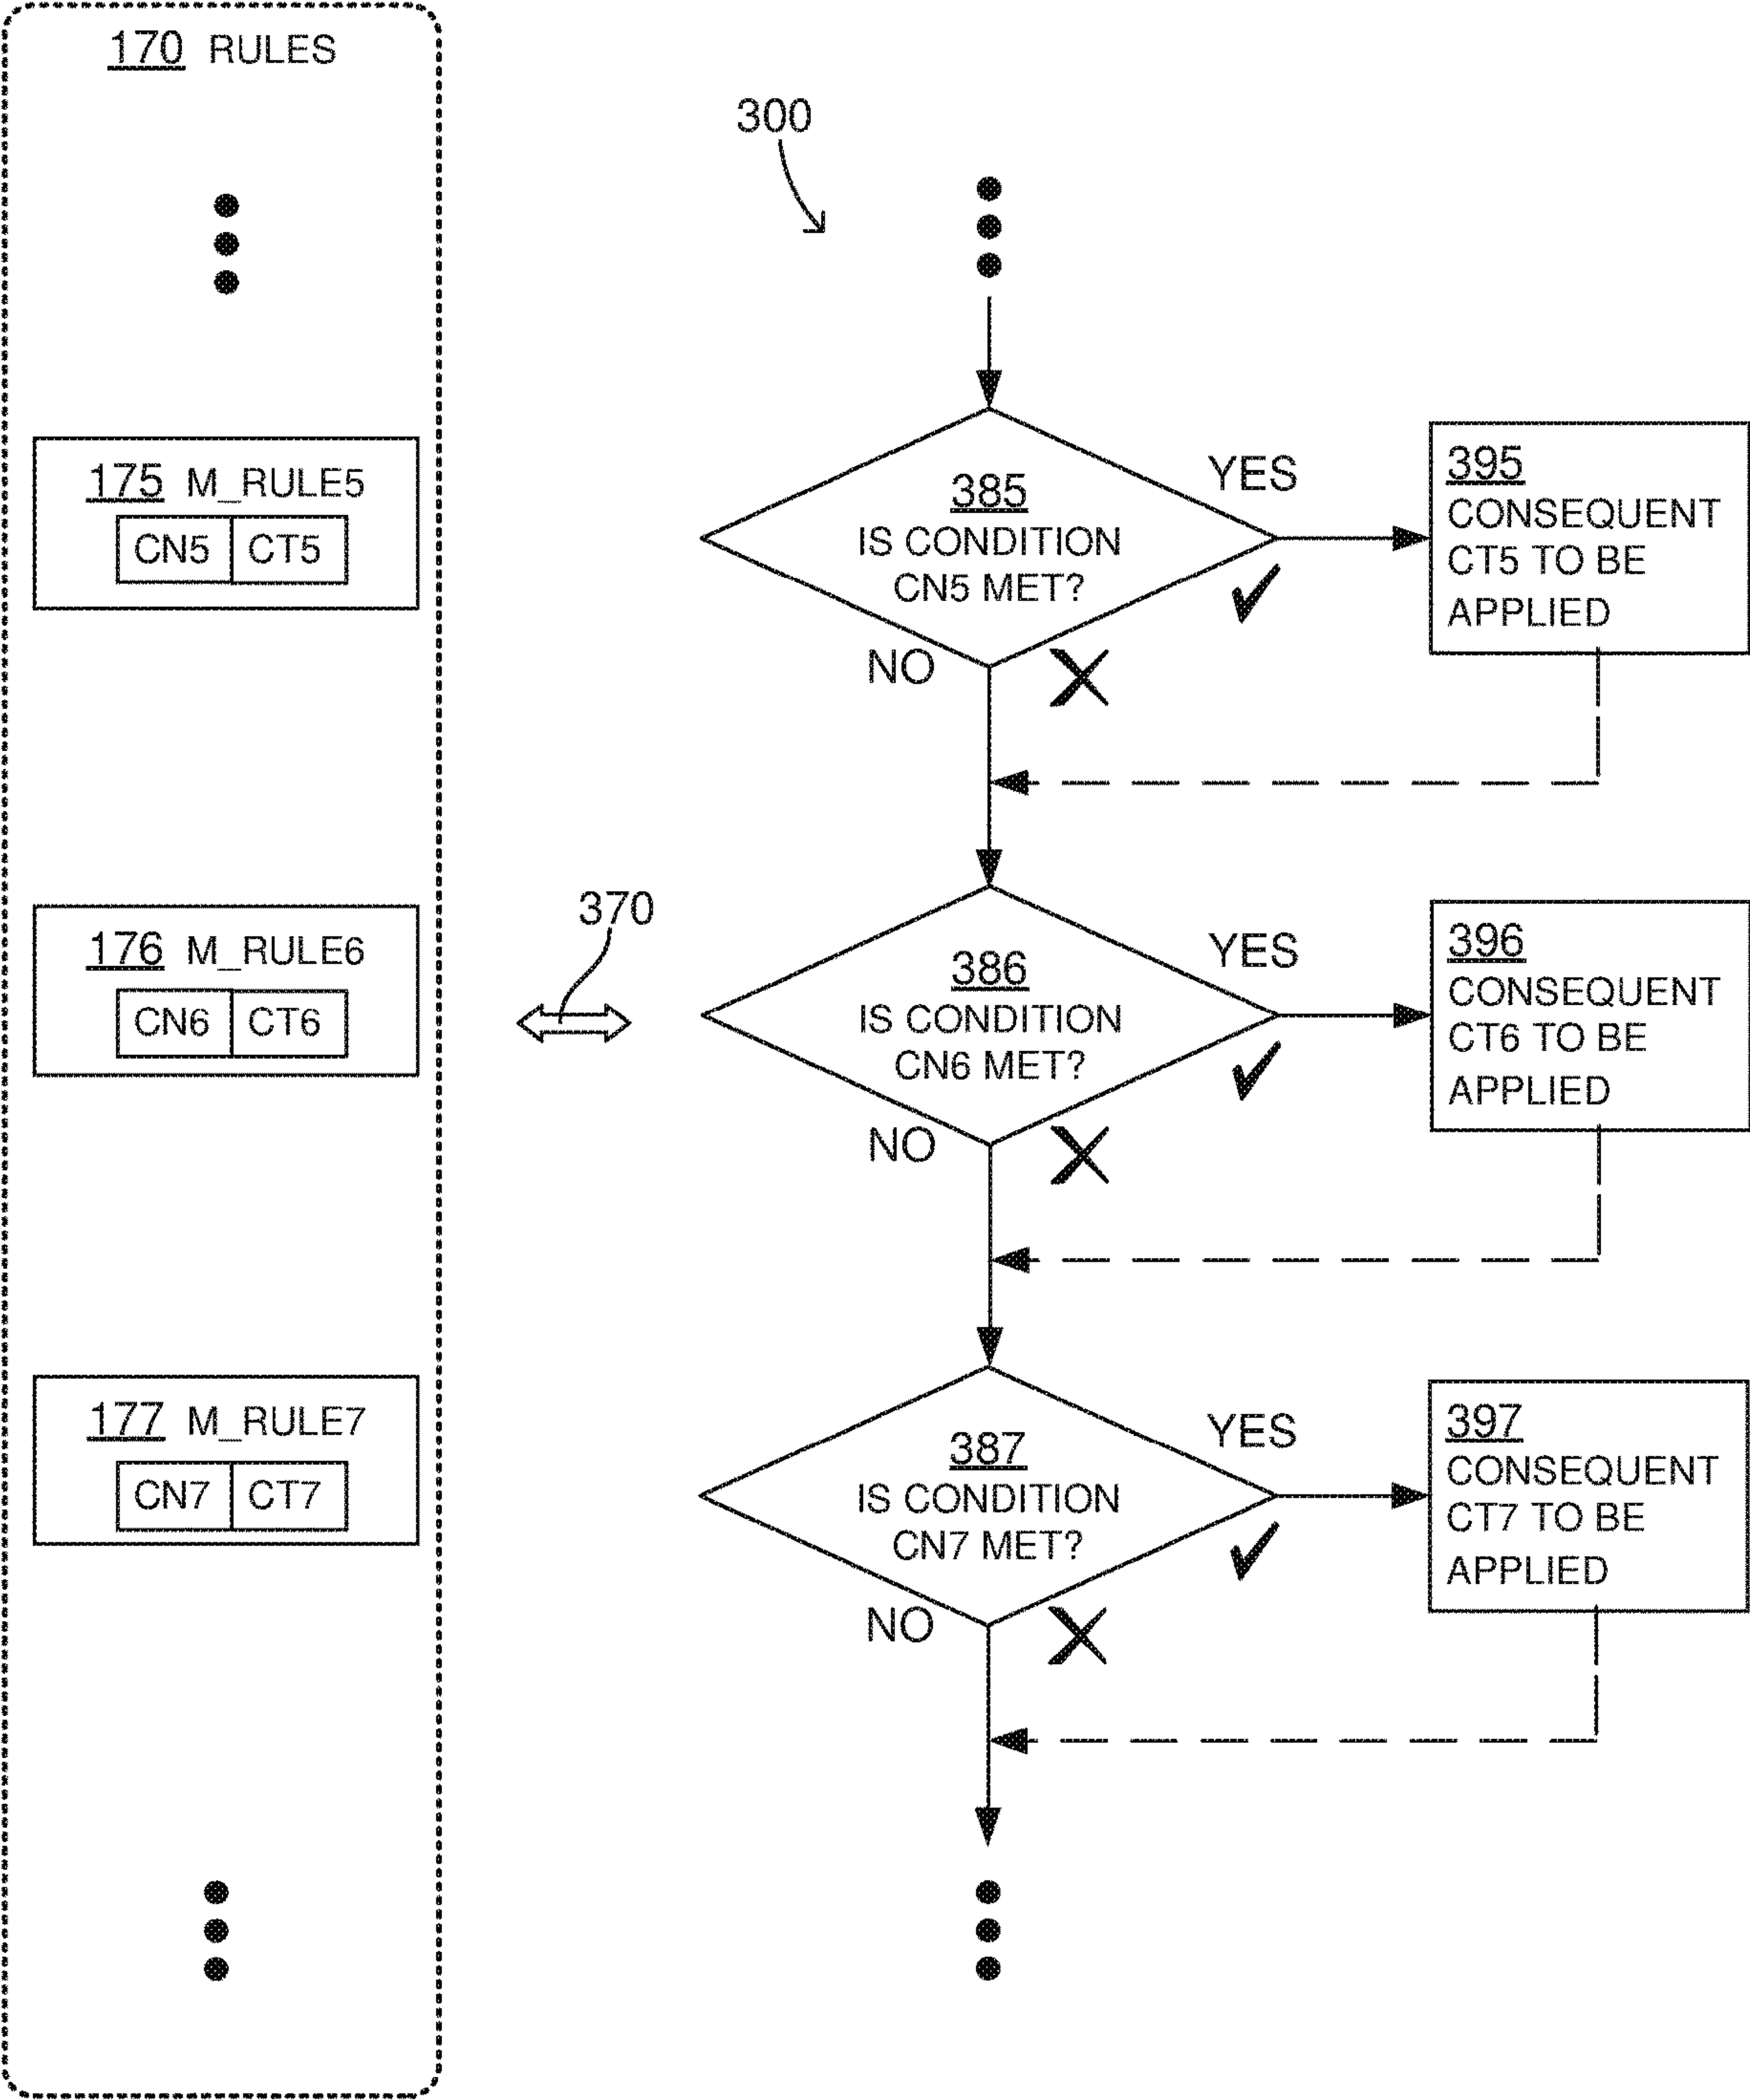 170 RULES
300
175 M_RULE5
CN5 CT5
385
IS CONDITION
CN5 MET?
YES
NO
395
CONSEQUENT
CT5 TO BE
APPLIED
176 M_RULE6
CN6 CT6
370
386
IS CONDITION
CN6 MET?
YES
NO
396
CONSEQUENT
CT6 TO BE
APPLIED
177 M_RULE7
CN7 CT7
387
IS CONDITION
CN7 MET?
YES
NO
397
CONSEQUENT
CT7 TO BE
APPLIED